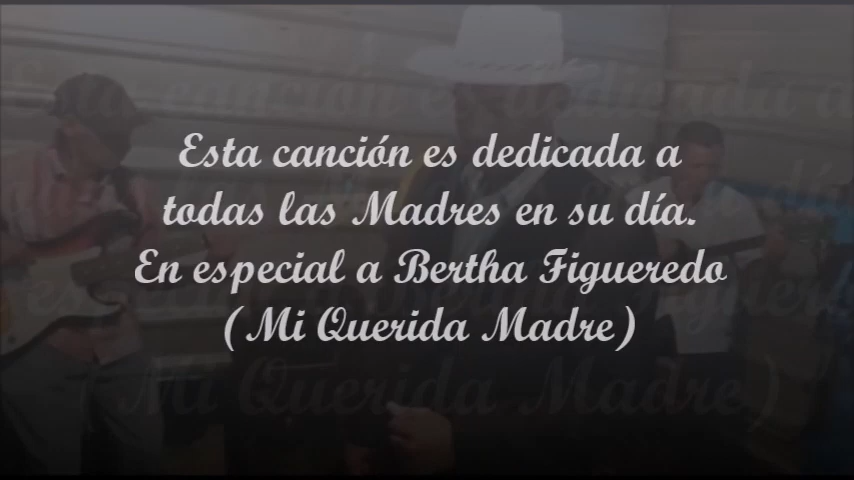 Esta canción es dedicada a
todas las Madres en su día.
En especial a Bertha Figueredo
(Mi Querida Madre)